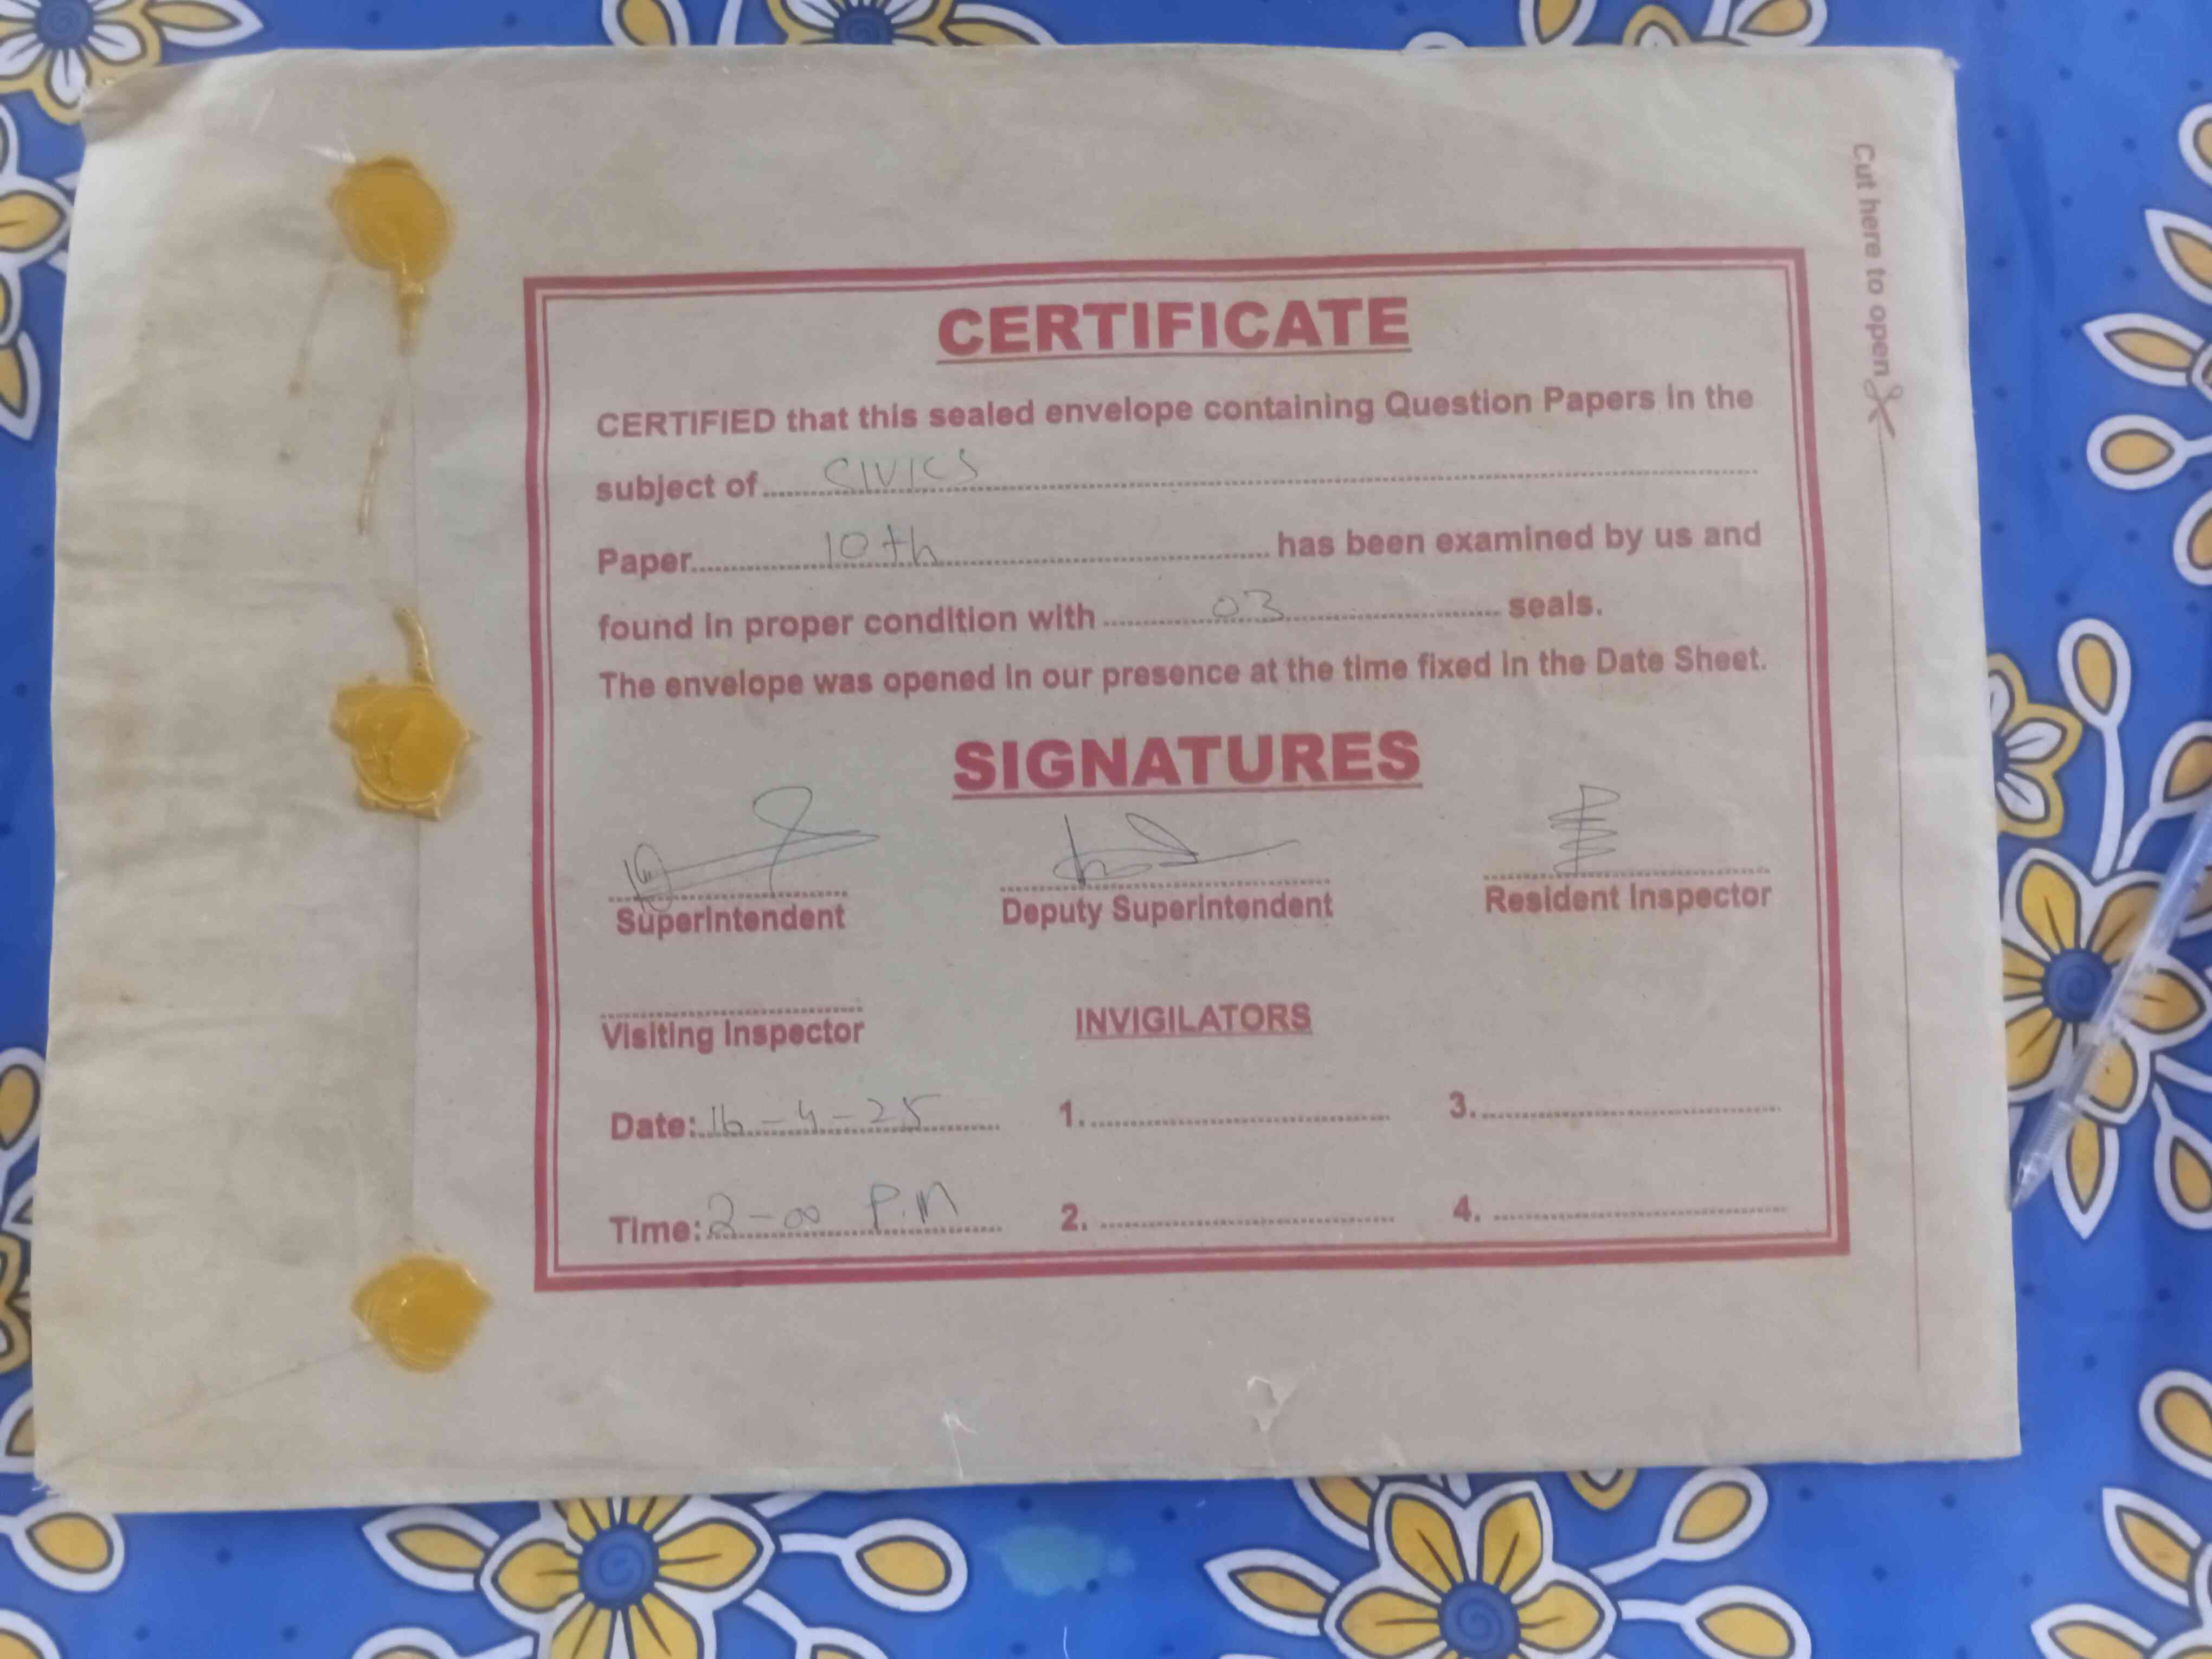 Cut here to open
CERTIFICATE
CERTIFIED that this sealed envelope containing Question Papers in the
subject of CIVICS
Paper 10th has been examined by us and
found in proper condition with 03 seals.
The envelope was opened in our presence at the time fixed in the Date Sheet.
SIGNATURES
Superintendent Deputy Superintendent Resident Inspector
Visiting Inspector INVIGILATORS
Date: 16-4-25 1. 3.
Time: 2-00 P.M 2. 4.